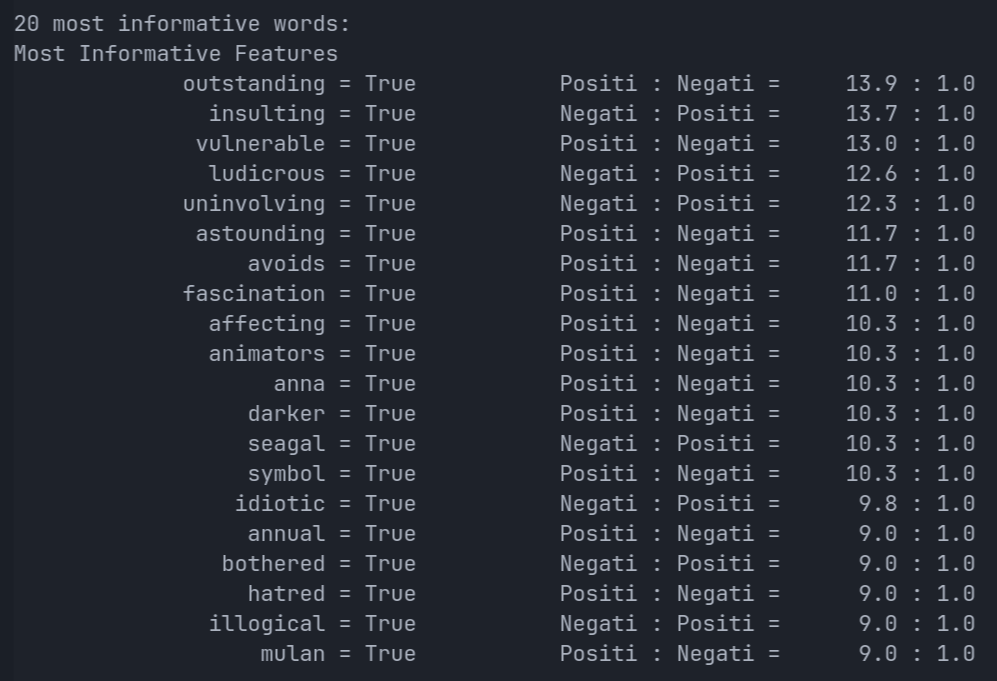 20 most informative words:
Most Informative Features
outstanding = True Positi : Negati = 13.9 : 1.0
insulting = True Negati : Positi = 13.7 : 1.0
vulnerable = True Positi : Negati = 13.0 : 1.0
ludicrous = True Negati : Positi = 12.6 : 1.0
uninvolving = True Negati : Positi = 12.3 : 1.0
astounding = True Positi : Negati = 11.7 : 1.0
avoids = True Positi : Negati = 11.7 : 1.0
fascination = True Positi : Negati = 11.0 : 1.0
affecting = True Positi : Negati = 10.3 : 1.0
animators = True Positi : Negati = 10.3 : 1.0
anna = True Positi : Negati = 10.3 : 1.0
darker = True Positi : Negati = 10.3 : 1.0
seagal = True Negati : Positi = 10.3 : 1.0
symbol = True Positi : Negati = 10.3 : 1.0
idiotic = True Negati : Positi = 9.8 : 1.0
annual = True Positi : Negati = 9.0 : 1.0
bothered = True Negati : Positi = 9.0 : 1.0
hatred = True Positi : Negati = 9.0 : 1.0
illogical = True Negati : Positi = 9.0 : 1.0
mulan = True Positi : Negati = 9.0 : 1.0